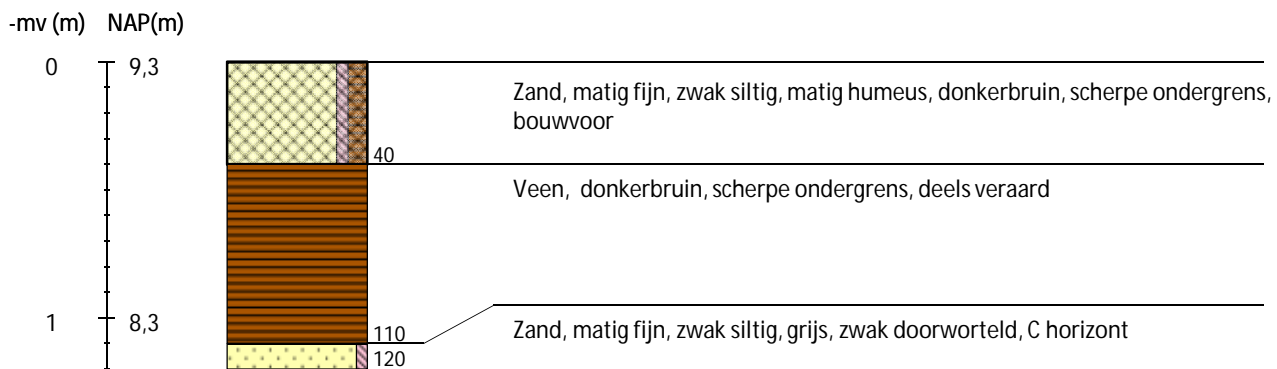 -mv (m) NAP(m)
0 9,3
Zand, matig fijn, zwak siltig, matig humeus, donkerbruin, scherpe ondergrens,
bouwvoor
40
Veen, donkerbruin, scherpe ondergrens, deels veraard
1 8,3
110
Zand, matig fijn, zwak siltig, grijs, zwak doorworteld, C horizont
120